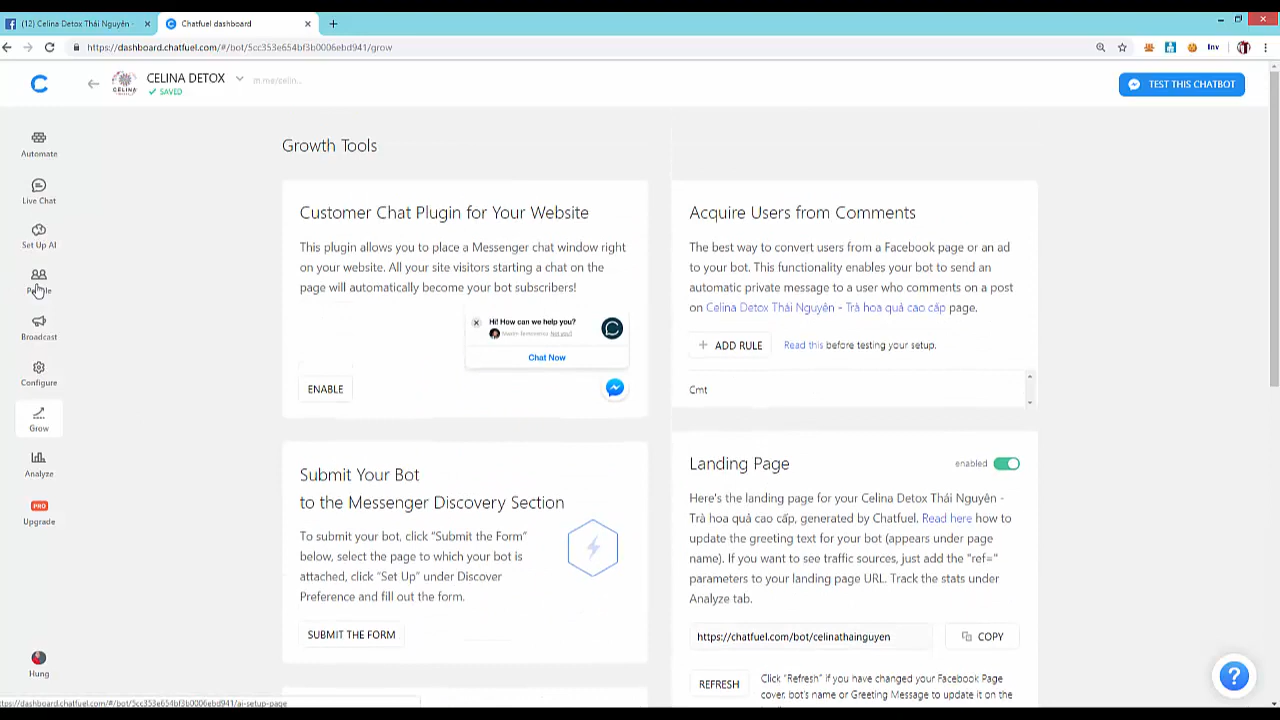 (12) Celina Detox Thái Nguyên -
Chatfuel dashboard
https://dashboard.chatfuel.com/#/bot/5cc353e654bf3b0006ebd941/grow
Inv
CELINA DETOX
m.me/celin...
SAVED
TEST THIS CHATBOT
Automate
Live Chat
Set Up AI
People
Broadcast
Configure
Grow
Analyze
PRO
Upgrade
Hung
Growth Tools
Customer Chat Plugin for Your Website
This plugin allows you to place a Messenger chat window right
on your website. All your site visitors starting a chat on the
page will automatically become your bot subscribers!
Hi! How can we help you?
Chat Now
ENABLE
Submit Your Bot
to the Messenger Discovery Section
To submit your bot, click “Submit the Form”
below, select the page to which your bot is
attached, click “Set Up” under Discover
Preference and fill out the form.
SUBMIT THE FORM
Acquire Users from Comments
The best way to convert users from a Facebook page or an ad
to your bot. This functionality enables your bot to send an
automatic private message to a user who comments on a post
on Celina Detox Thái Nguyên - Trà hoa quả cao cấp page.
+ ADD RULE
Read this before testing your setup.
Cmt
Landing Page
enabled
Here's the landing page for your Celina Detox Thái Nguyên -
Trà hoa quả cao cấp, generated by Chatfuel. Read here how to
update the greeting text for your bot (appears under page
name). If you want to see traffic sources, just add the "ref="
parameters to your landing page URL. Track the stats under
Analyze tab.
https://chatfuel.com/bot/celinathainguyen
COPY
REFRESH
Click “Refresh” if you have changed your Facebook Page
cover, bot's name or Greeting Message to update it on the
?
ttps://dashboard.chatfuel.com/#/bot/5cc353e654bf3b0006ebd941/ai-setup-page